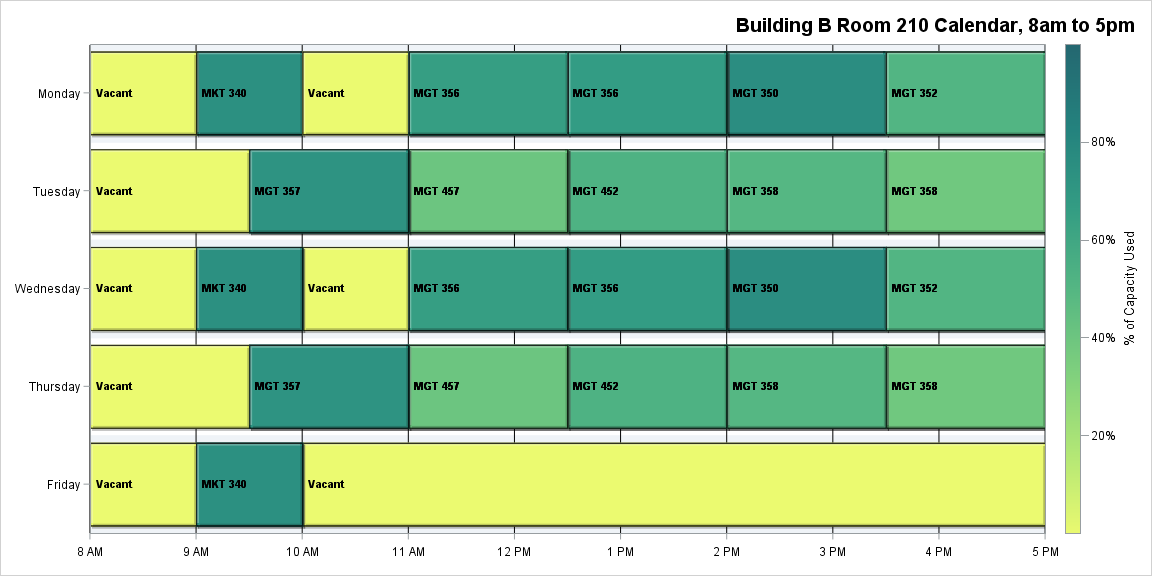 Building B Room 210 Calendar, 8am to 5pm
Monday
Vacant
MKT 340
Vacant
MGT 356
MGT 356
MGT 350
MGT 352
Tuesday
Vacant
MGT 357
MGT 457
MGT 452
MGT 358
MGT 358
Wednesday
Vacant
MKT 340
Vacant
MGT 356
MGT 356
MGT 350
MGT 352
Thursday
Vacant
MGT 357
MGT 457
MGT 452
MGT 358
MGT 358
Friday
Vacant
MKT 340
Vacant
8 AM
9 AM
10 AM
11 AM
12 PM
1 PM
2 PM
3 PM
4 PM
5 PM
80%
60%
40%
20%
% of Capacity Used